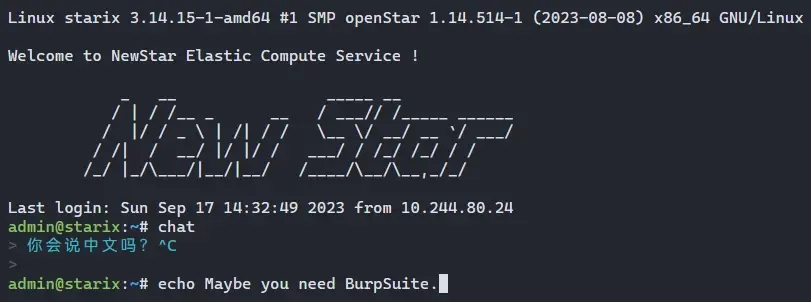 Linux starix 3.14.15-1-amd64 #1 SMP openStar 1.14.514-1 (2023-08-08) x86_64 GNU/Linux
Welcome to NewStar Elastic Compute Service !
New Star
Last login: Sun Sep 17 14:32:49 2023 from 10.244.80.24
admin@starix:~# chat
> 你会说中文吗? ^C
>
admin@starix:~# echo Maybe you need BurpSuite.